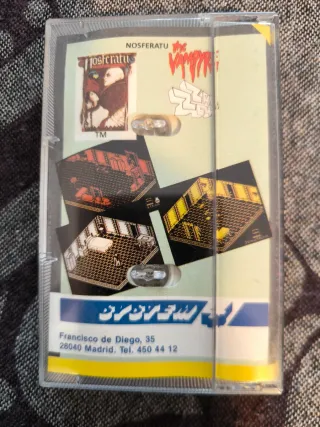 NOSFERATU the
VAMPYRE
Nosferatu
TM
SYSTEM 4
Francisco de Diego, 35
28040 Madrid. Tel. 450 44 12